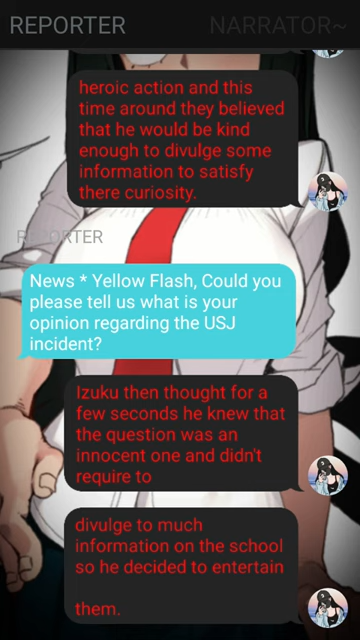 REPORTER NARRATOR~
heroic action and this
time around they believed
that he would be kind
enough to divulge some
information to satisfy
there curiosity.
REPORTER
News * Yellow Flash, Could you
please tell us what is your
opinion regarding the USJ
incident?
Izuku then thought for a
few seconds he knew that
the question was an
innocent one and didn't
require to
divulge to much
information on the school
so he decided to entertain
them.